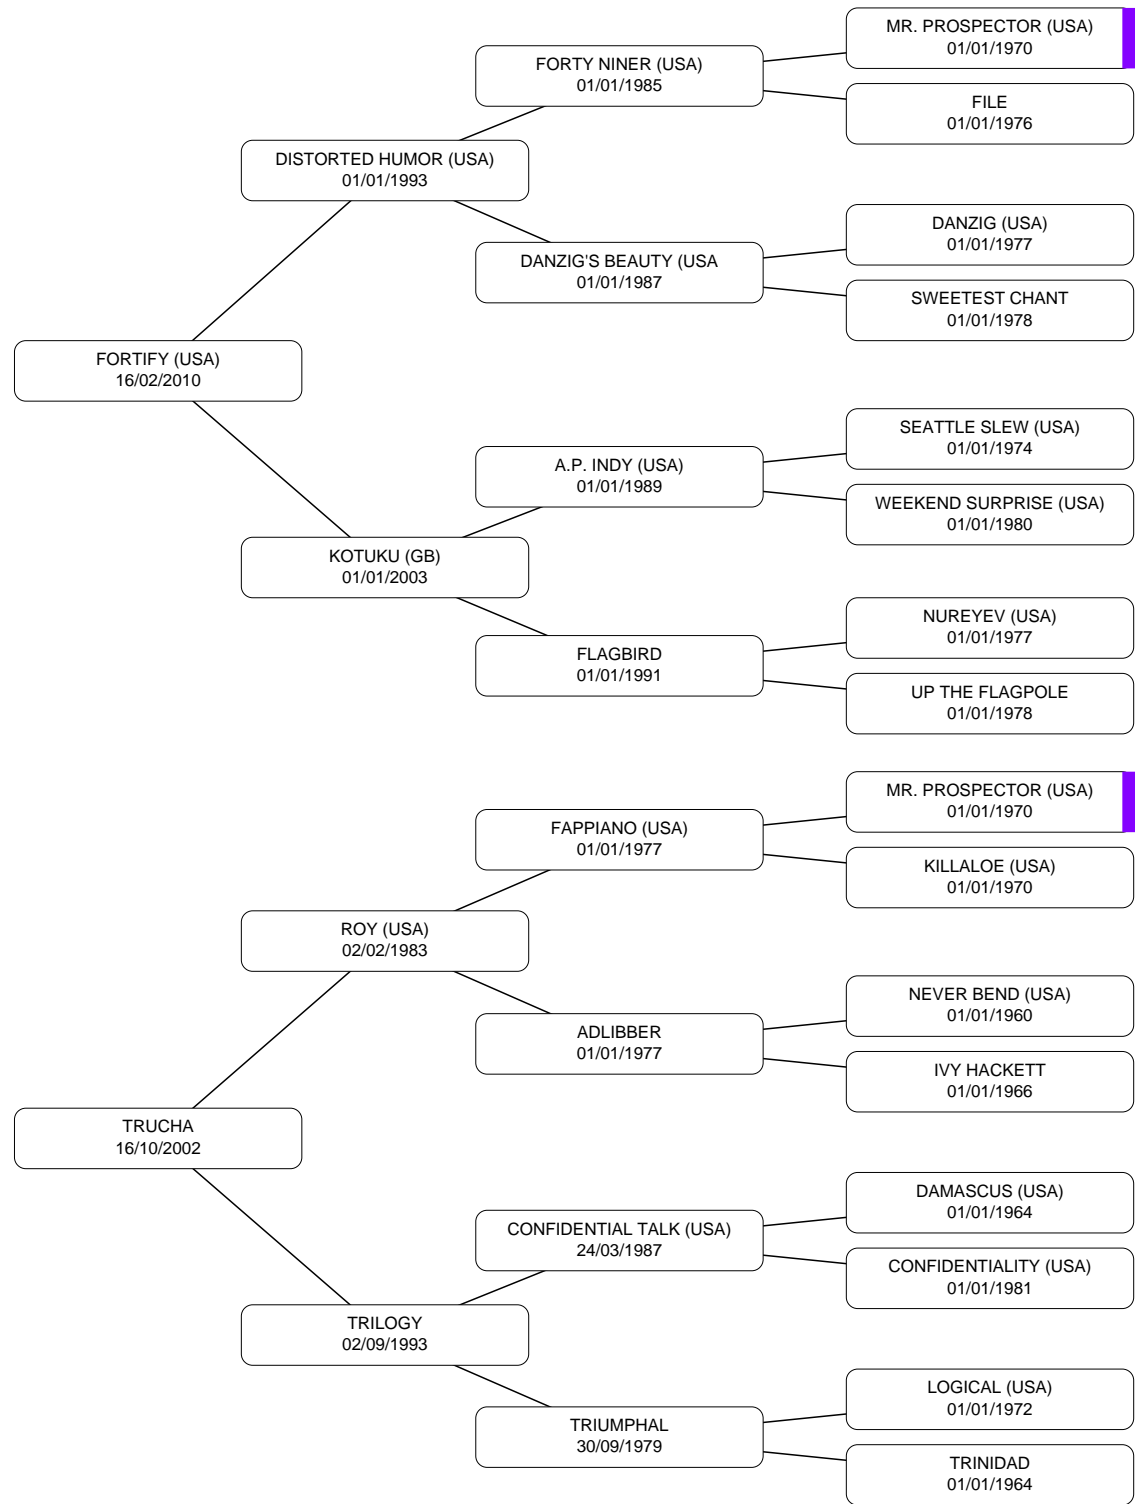 MR. PROSPECTOR (USA)
01/01/1970
FORTY NINER (USA)
01/01/1985
FILE
01/01/1976
DISTORTED HUMOR (USA)
01/01/1993
DANZIG (USA)
01/01/1977
DANZIG'S BEAUTY (USA
01/01/1987
SWEETEST CHANT
01/01/1978
FORTIFY (USA)
16/02/2010
SEATTLE SLEW (USA)
01/01/1974
A.P. INDY (USA)
01/01/1989
WEEKEND SURPRISE (USA)
01/01/1980
KOTUKU (GB)
01/01/2003
NUREYEV (USA)
01/01/1977
FLAGBIRD
01/01/1991
UP THE FLAGPOLE
01/01/1978
MR. PROSPECTOR (USA)
01/01/1970
FAPPIANO (USA)
01/01/1977
KILLALOE (USA)
01/01/1970
ROY (USA)
02/02/1983
NEVER BEND (USA)
01/01/1960
ADLIBBER
01/01/1977
IVY HACKETT
01/01/1966
TRUCHA
16/10/2002
DAMASCUS (USA)
01/01/1964
CONFIDENTIAL TALK (USA)
24/03/1987
CONFIDENTIALITY (USA)
01/01/1981
TRILOGY
02/09/1993
LOGICAL (USA)
01/01/1972
TRIUMPHAL
30/09/1979
TRINIDAD
01/01/1964